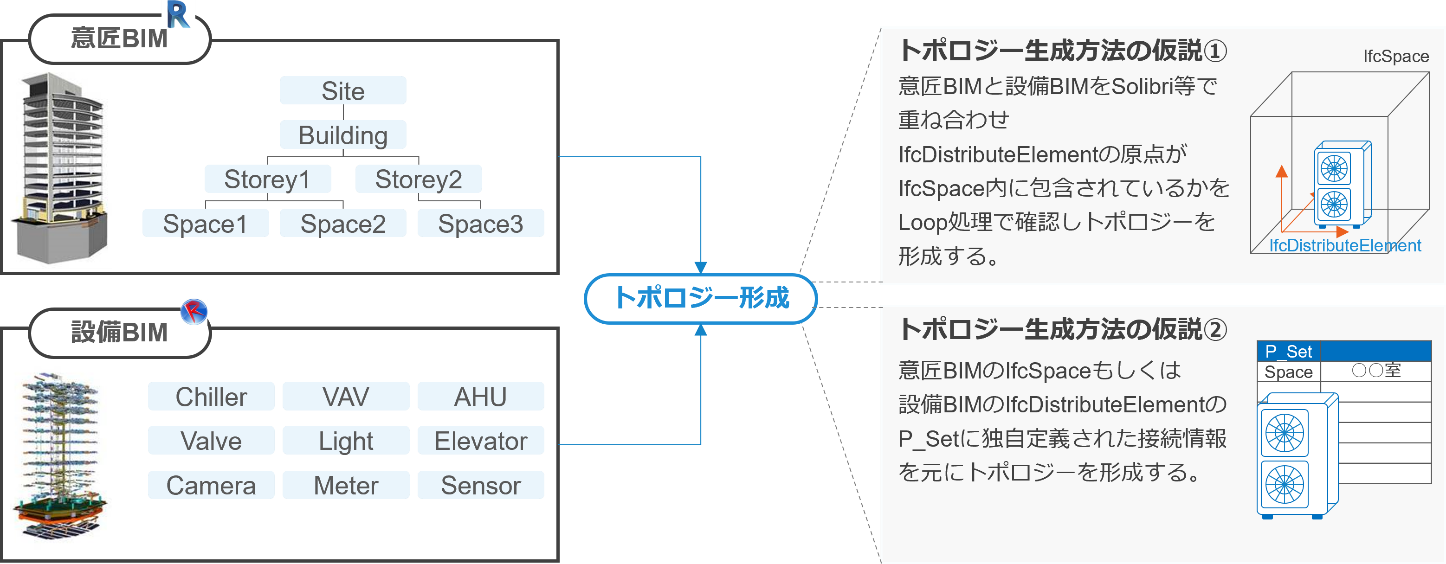 意匠BIM
Site
Building
Storey1 Storey2
Space1 Space2 Space3
設備BIM
Chiller VAV AHU
Valve Light Elevator
Camera Meter Sensor
トポロジー形成
トポロジー生成方法の仮説①
意匠BIMと設備BIMをSolibri等で
重ね合わせ
IfcDistributeElementの原点が
IfcSpace内に包含されているかを
Loop処理で確認しトポロジーを
形成する。
IfcSpace
IfcDistributeElement
トポロジー生成方法の仮説②
意匠BIMのIfcSpaceもしくは
設備BIMのIfcDistributeElementの
P_Setに独自定義された接続情報
を元にトポロジーを形成する。
P_Set
Space 〇〇室